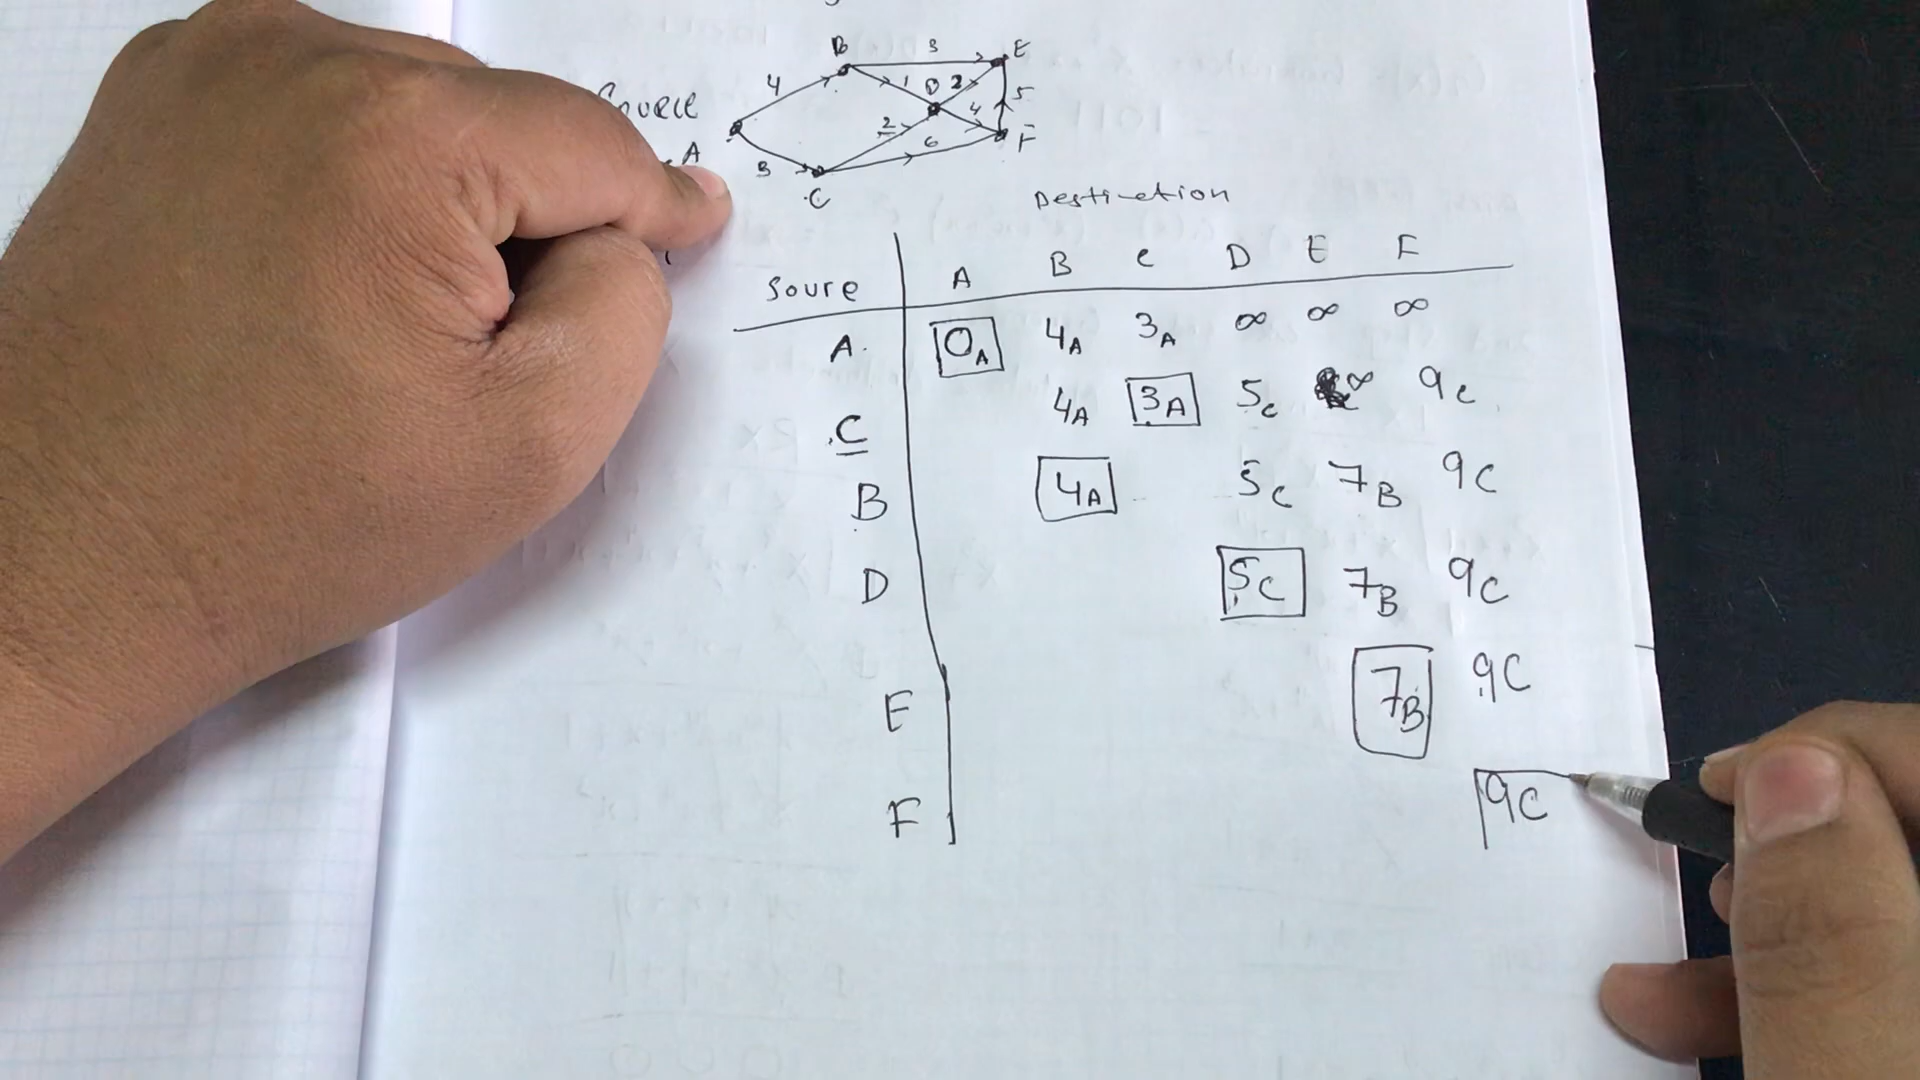 B 3 E
4 1 D 2 5
Source 2 4
A 6 F
3
C
Destinetion
Soure A B C D E F
A. 0A 4A 3A ∞ ∞ ∞
.C 4A 3A 5c ∞ 9c
B 4A 5c 7B 9C
D 5C 7B 9C
E 7B 9C
F 9C